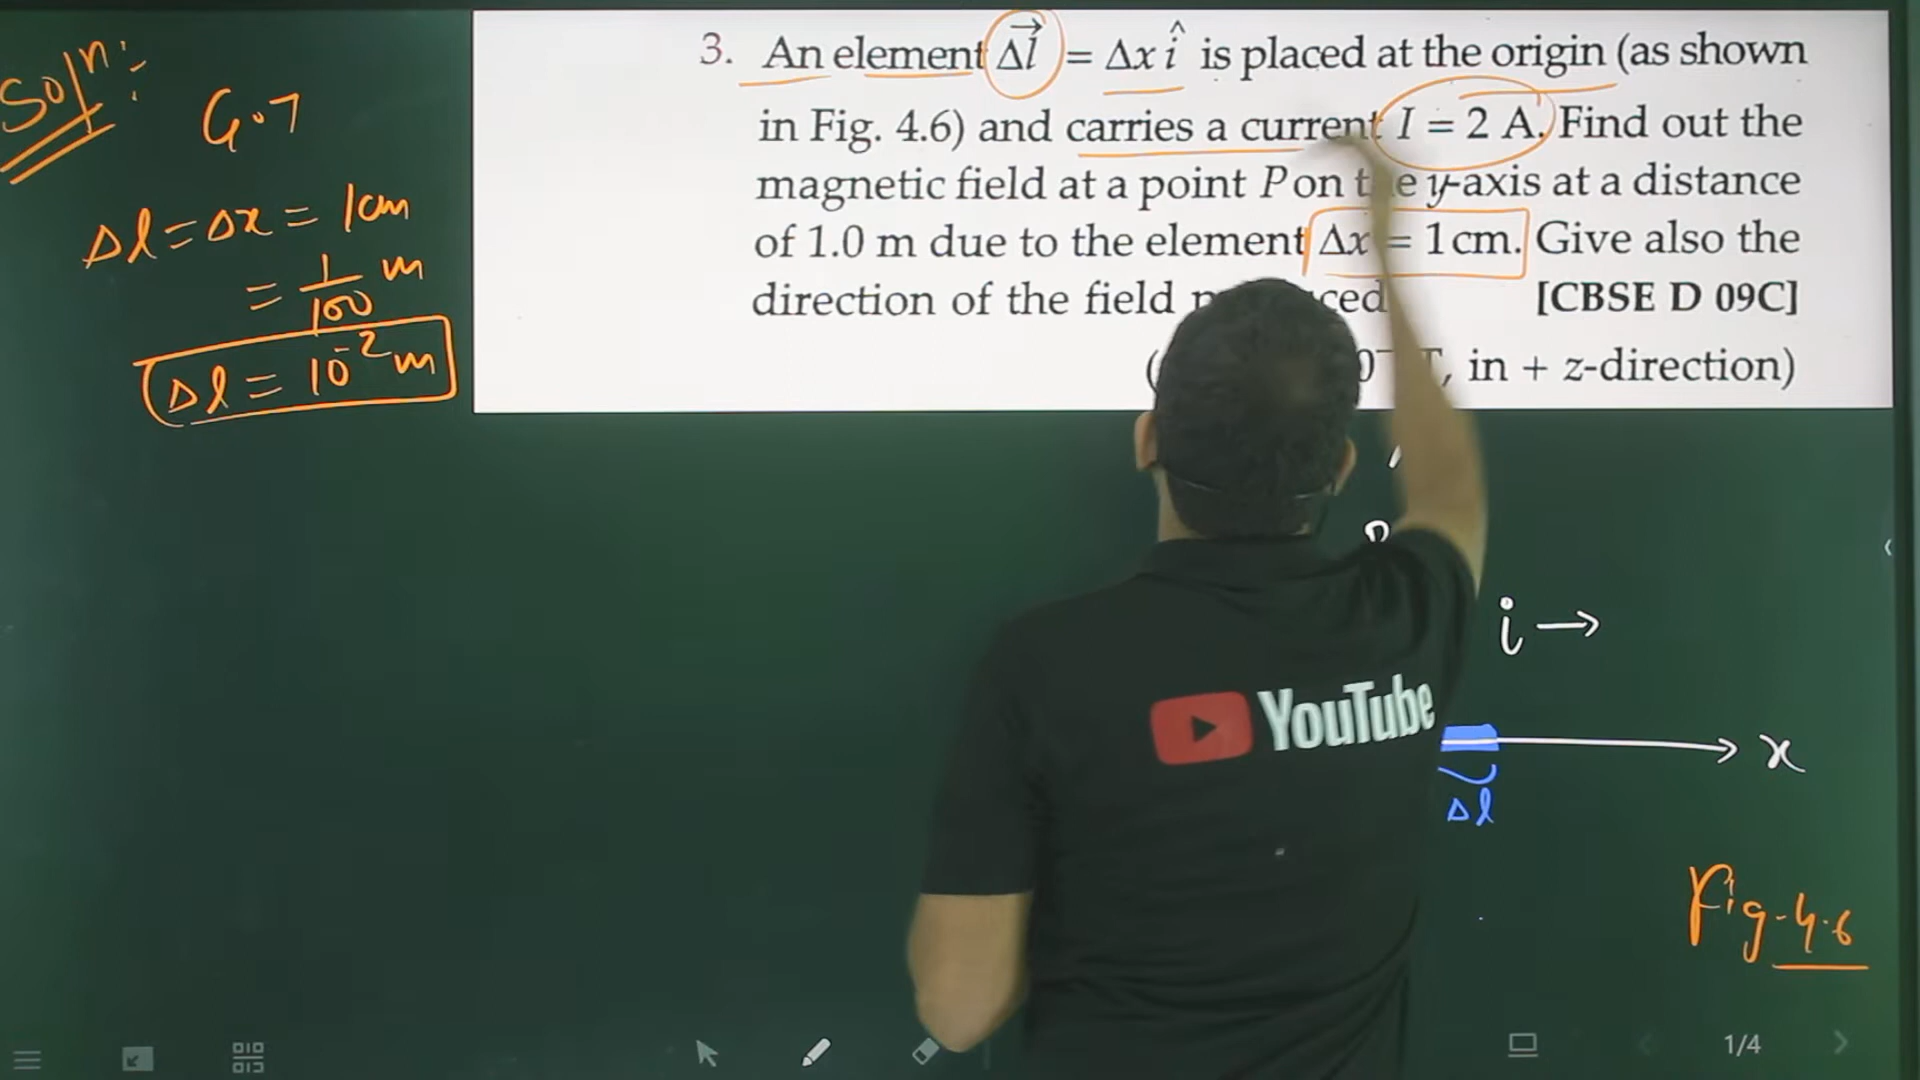 Soln:
G.7
Δl = Δx = 1cm
= 1/100 m
Δl = 10⁻² m
3. An element Δl⃗ = Δx î is placed at the origin (as shown
in Fig. 4.6) and carries a current I = 2 A. Find out the
magnetic field at a point P on the y-axis at a distance
of 1.0 m due to the element Δx = 1cm. Give also the
direction of the field [CBSE D 09C]
T, in + z-direction)
i →
x
Δl
Fig-4.6
YouTube
1/4